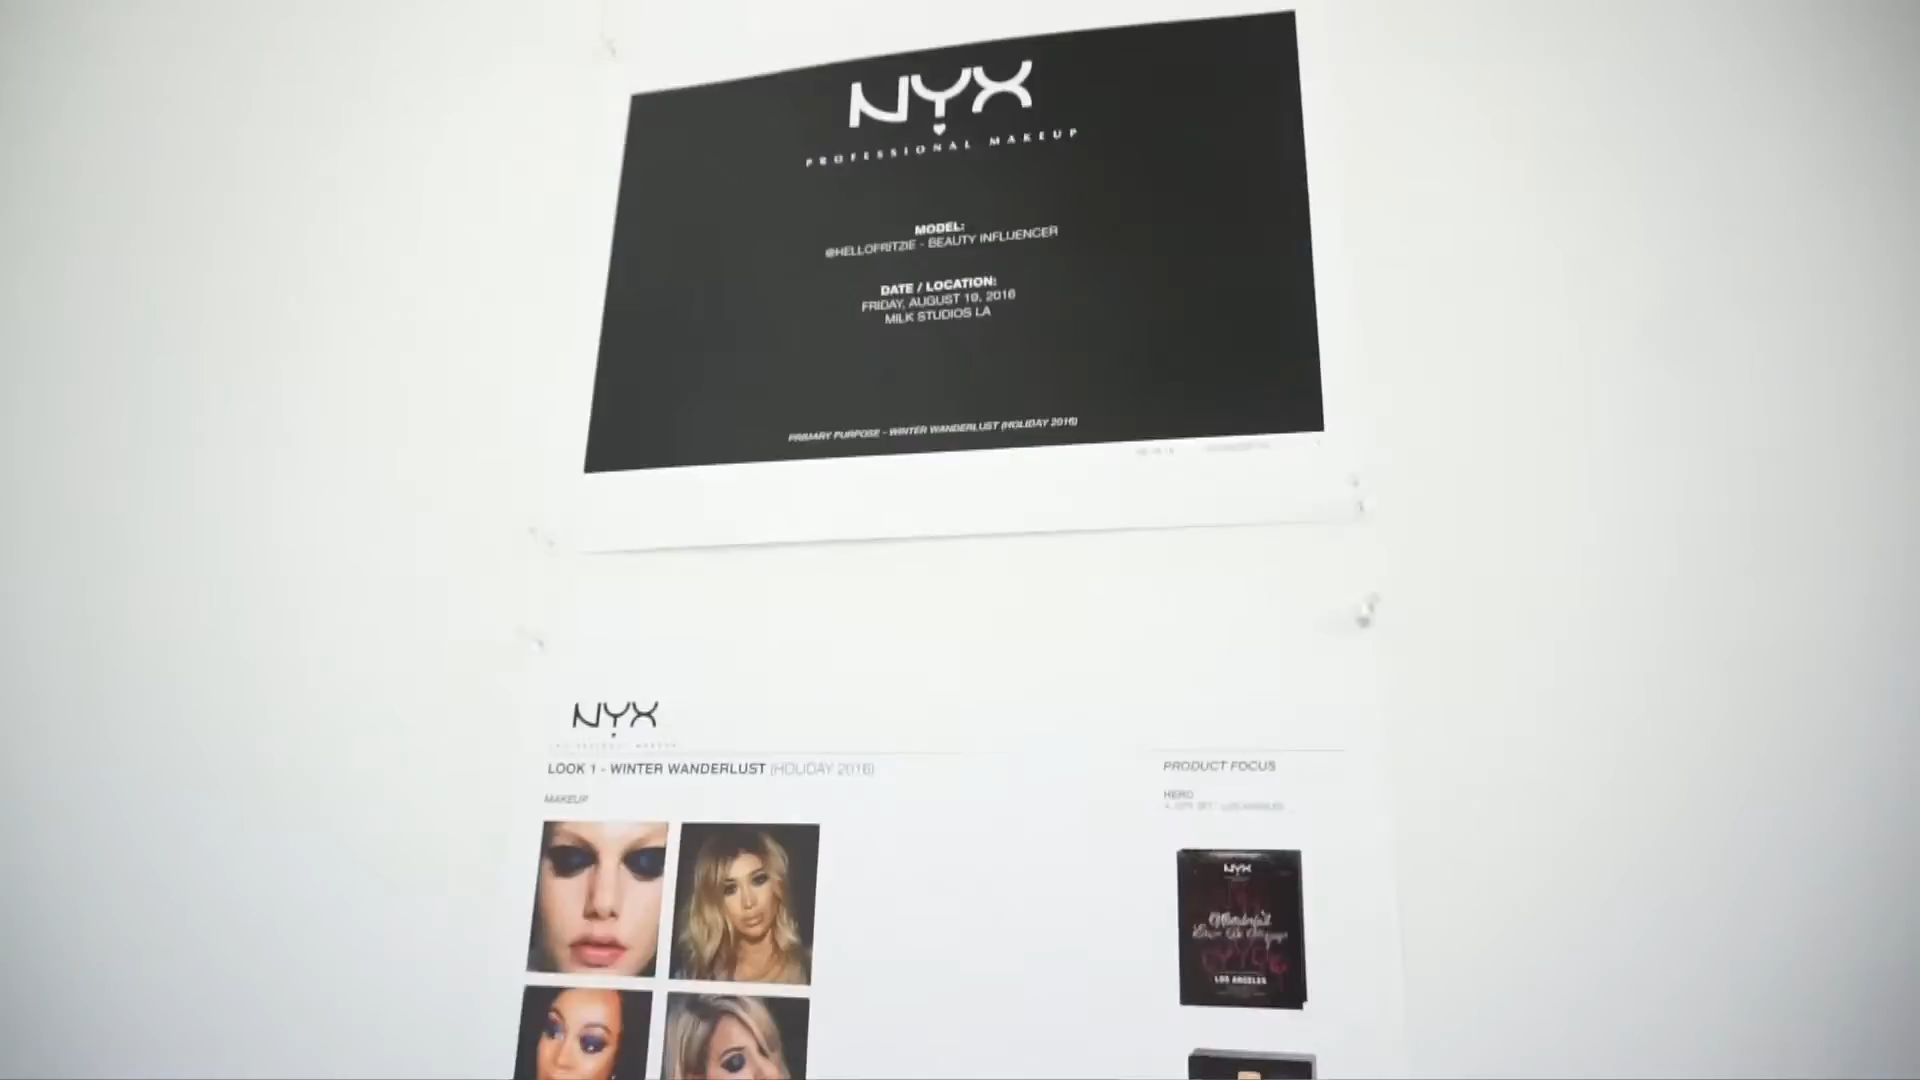 NYX
PROFESSIONAL MAKEUP
MODEL:
@HELLOFRITZIE - BEAUTY INFLUENCER
DATE / LOCATION:
FRIDAY, AUGUST 19, 2016
MILK STUDIOS LA
PRIMARY PURPOSE - WINTER WANDERLUST (HOLIDAY 2016)
NYX
LOOK 1 - WINTER WANDERLUST (HOLIDAY 2016)
MAKEUP
PRODUCT FOCUS
HERO
NYX
LOS ANGELES